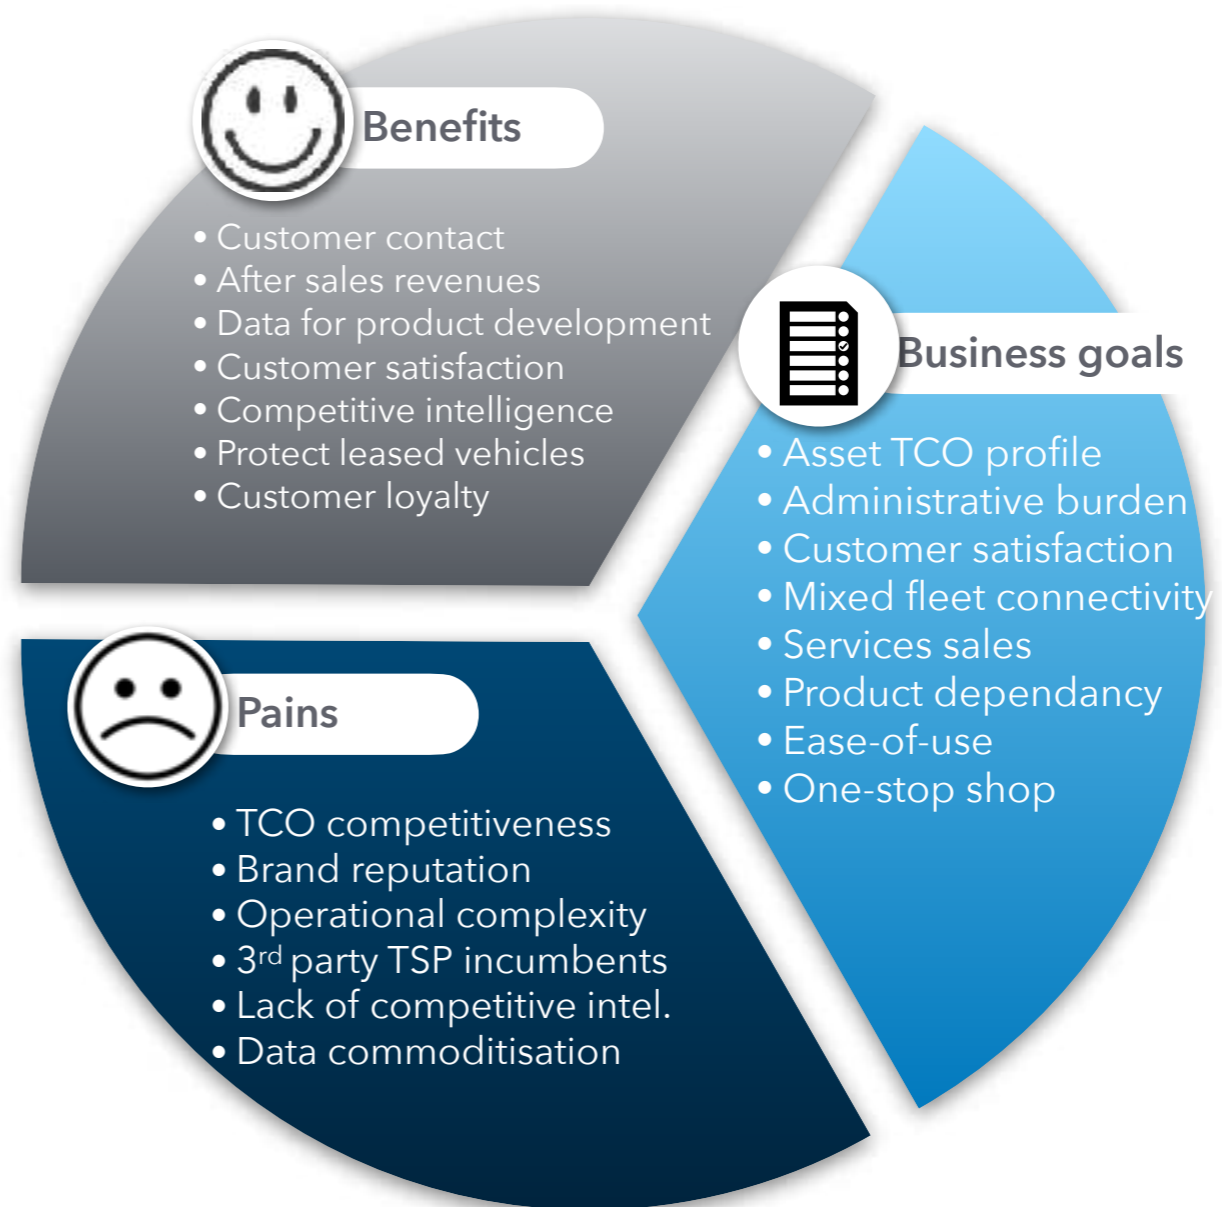 Benefits
• Customer contact
• After sales revenues
• Data for product development
• Customer satisfaction
• Competitive intelligence
• Protect leased vehicles
• Customer loyalty
Business goals
• Asset TCO profile
• Administrative burden
• Customer satisfaction
• Mixed fleet connectivity
• Services sales
• Product dependancy
• Ease-of-use
• One-stop shop
Pains
• TCO competitiveness
• Brand reputation
• Operational complexity
• 3rd party TSP incumbents
• Lack of competitive intel.
• Data commoditisation